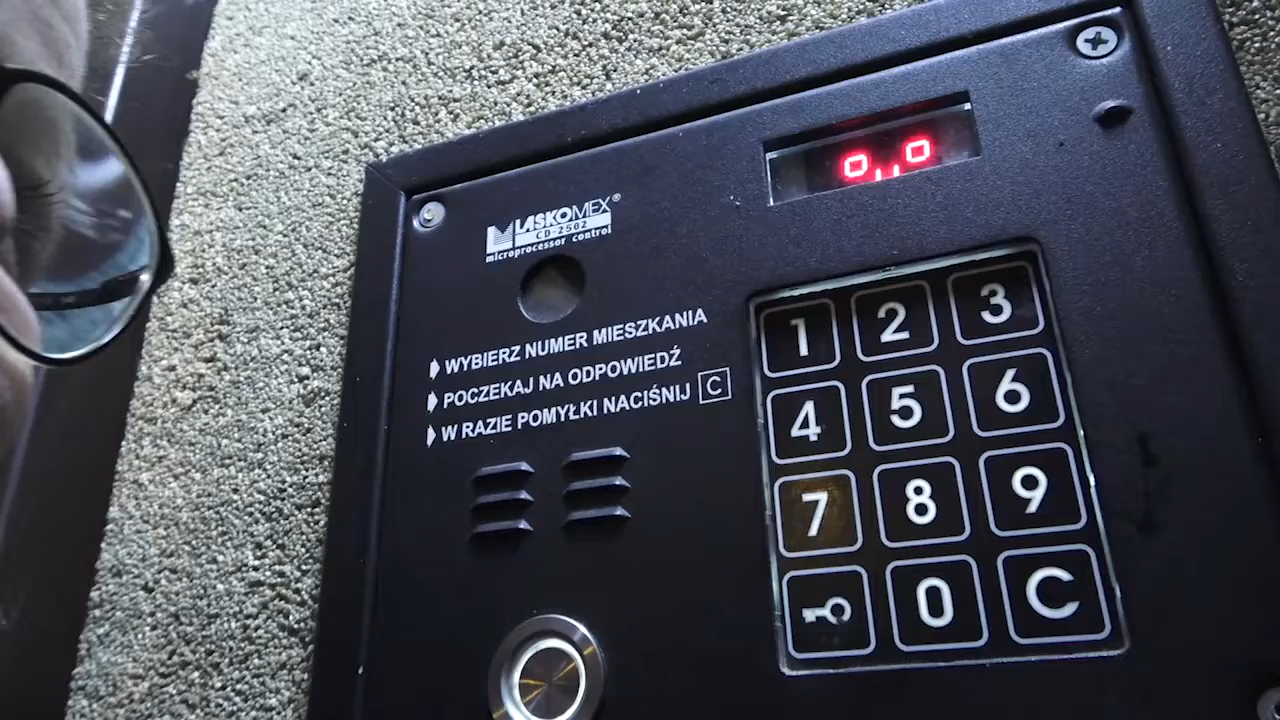 LASKOMEX®
CD-2502
microprocessor control
WYBIERZ NUMER MIESZKANIA
POCZEKAJ NA ODPOWIEDŹ
W RAZIE POMYŁKI NACIŚNIJ C
1 2 3
4 5 6
7 8 9
0 C